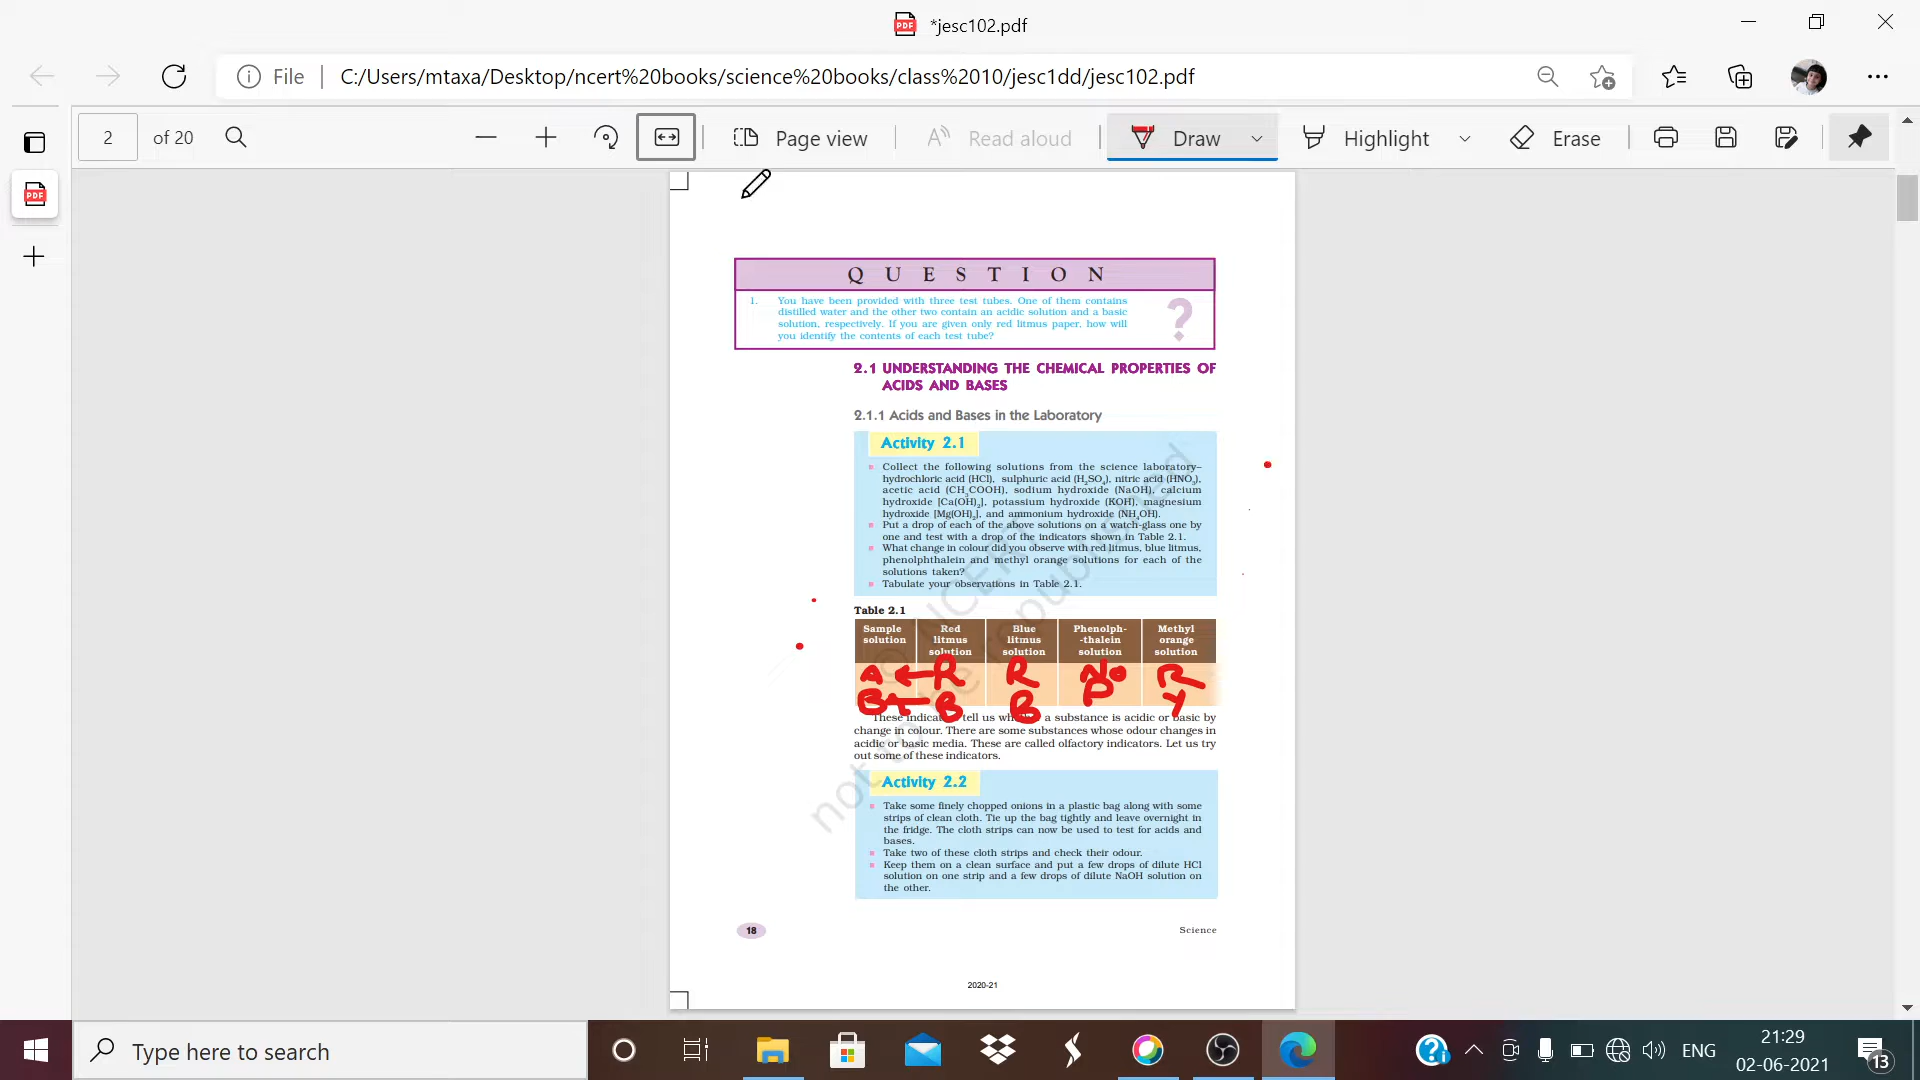 *jesc102.pdf
File
C:/Users/mtaxa/Desktop/ncert%20books/science%20books/class%2010/jesc1dd/jesc102.pdf
2 of 20
Page view
Read aloud
Draw
Highlight
Erase
QUESTION
1. You have been provided with three test tubes. One of them contains
distilled water and the other two contain an acidic solution and a basic
solution, respectively. If you are given only red litmus paper, how will
you identify the contents of each test tube?
?
2.1 UNDERSTANDING THE CHEMICAL PROPERTIES OF
ACIDS AND BASES
2.1.1 Acids and Bases in the Laboratory
Activity 2.1
Collect the following solutions from the science laboratory–
hydrochloric acid (HCl), sulphuric acid (H₂SO₄), nitric acid (HNO₃),
acetic acid (CH₃COOH), sodium hydroxide (NaOH), calcium
hydroxide [Ca(OH)₂], potassium hydroxide (KOH), magnesium
hydroxide [Mg(OH)₂], and ammonium hydroxide (NH₄OH).
Put a drop of each of the above solutions on a watch-glass one by
one and test with a drop of the indicators shown in Table 2.1.
What change in colour did you observe with red litmus, blue litmus,
phenolphthalein and methyl orange solutions for each of the
solutions taken?
Tabulate your observations in Table 2.1.
Table 2.1
Sample solution
Red litmus solution
Blue litmus solution
Phenolph- -thalein solution
Methyl orange solution
A R R No R
B B B P Y
These indicators tell us whether a substance is acidic or basic by
change in colour. There are some substances whose odour changes in
acidic or basic media. These are called olfactory indicators. Let us try
out some of these indicators.
Activity 2.2
Take some finely chopped onions in a plastic bag along with some
strips of clean cloth. Tie up the bag tightly and leave overnight in
the fridge. The cloth strips can now be used to test for acids and
bases.
Take two of these cloth strips and check their odour.
Keep them on a clean surface and put a few drops of dilute HCl
solution on one strip and a few drops of dilute NaOH solution on
the other.
18
Science
2020-21
© NCERT
not to be republished
Type here to search
ENG
21:29
02-06-2021
13